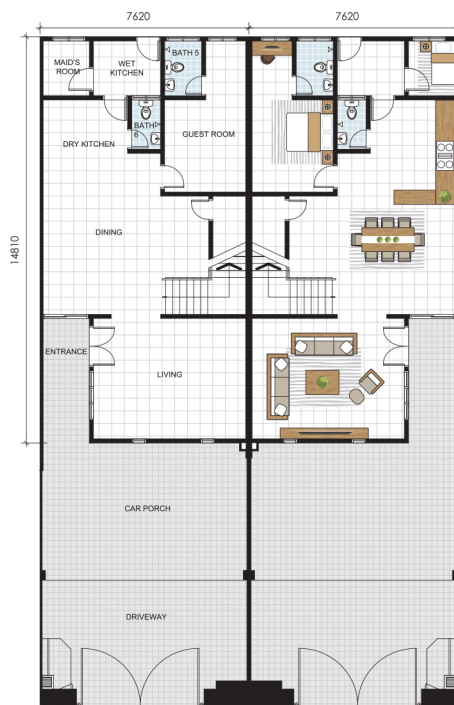 7620
7620
MAID'S
ROOM
WET
KITCHEN
BATH 5
BATH
6
DRY KITCHEN
GUEST ROOM
DINING
14810
ENTRANCE
LIVING
CAR PORCH
DRIVEWAY